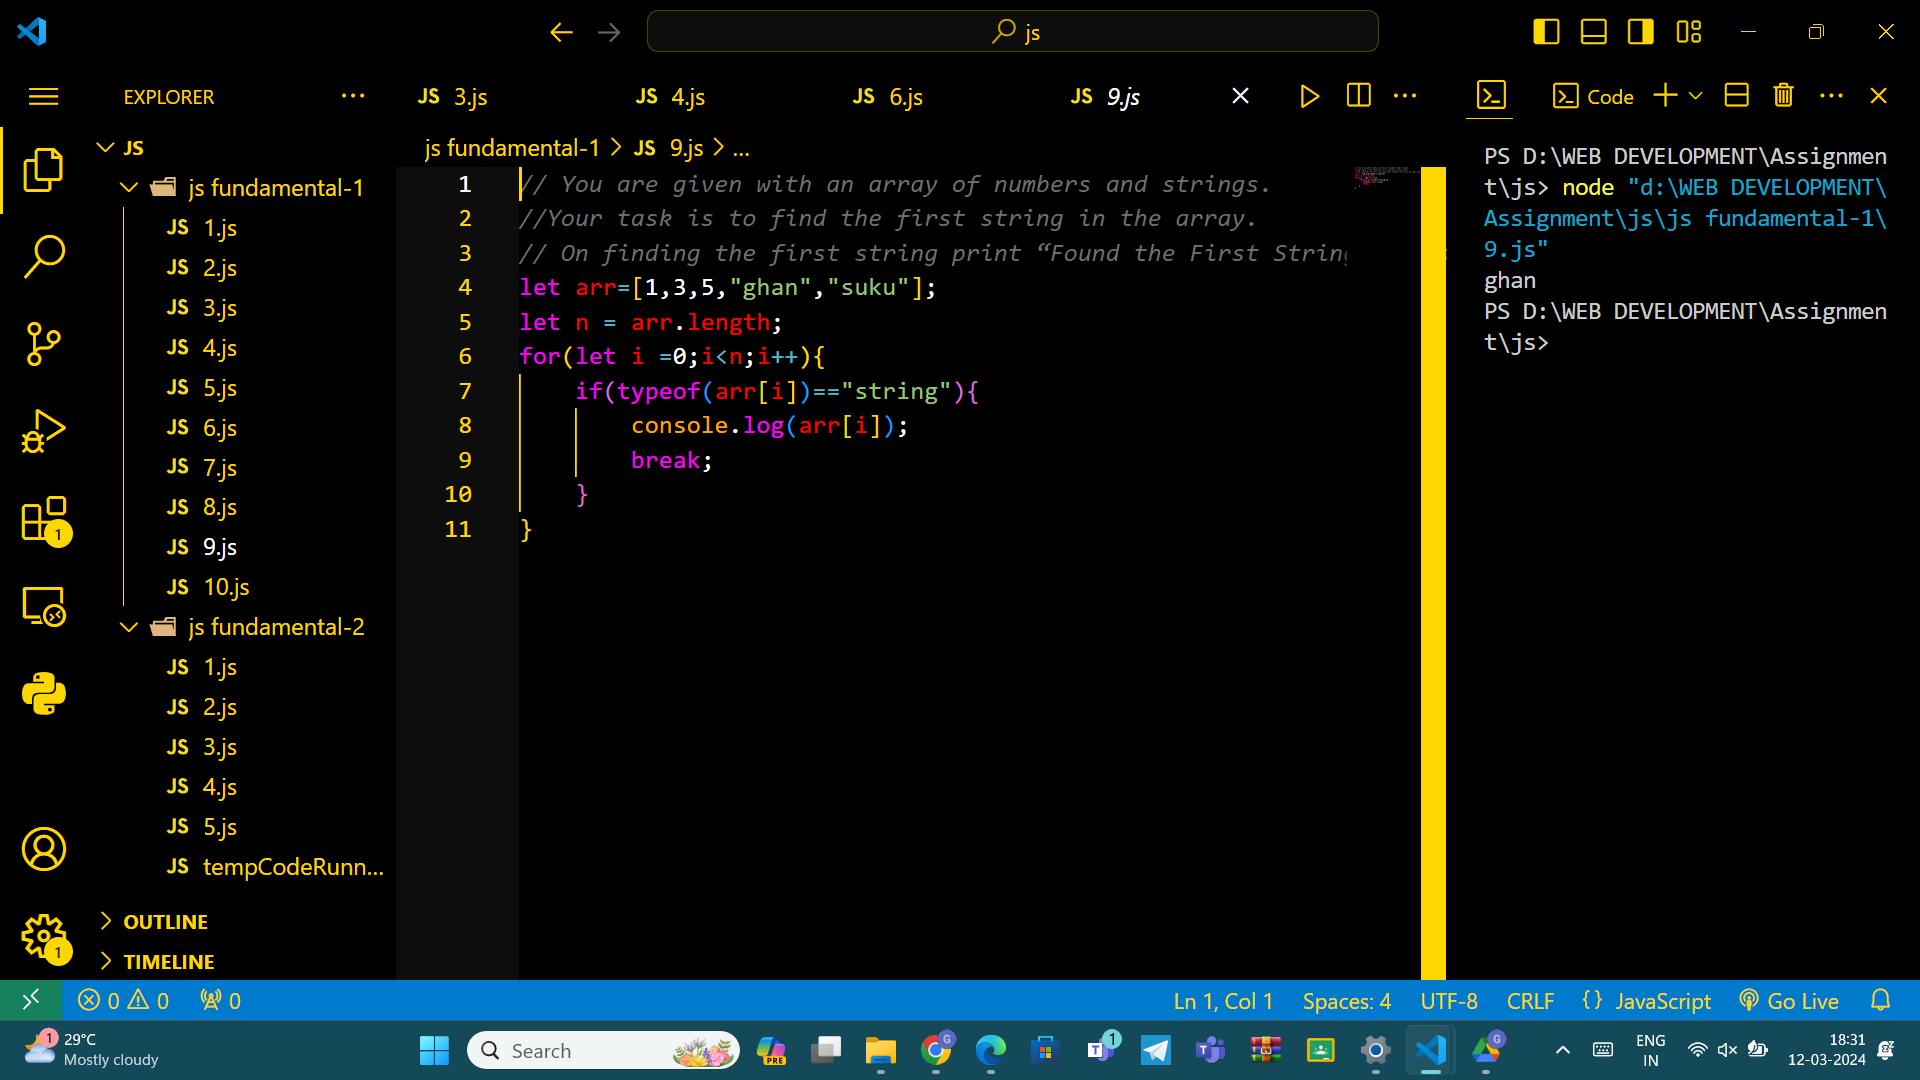 js
EXPLORER
JS 3.js
JS 4.js
JS 6.js
JS 9.js
Code
JS
js fundamental-1
JS 1.js
JS 2.js
JS 3.js
JS 4.js
JS 5.js
JS 6.js
JS 7.js
JS 8.js
JS 9.js
JS 10.js
js fundamental-2
JS 1.js
JS 2.js
JS 3.js
JS 4.js
JS 5.js
JS tempCodeRunn...
OUTLINE
TIMELINE
1
1
js fundamental-1 > JS 9.js > ...
1 // You are given with an array of numbers and strings.
2 //Your task is to find the first string in the array.
3 // On finding the first string print “Found the First String
4 let arr=[1,3,5,"ghan","suku"];
5 let n = arr.length;
6 for(let i =0;i<n;i++){
7 if(typeof(arr[i])=="string"){
8 console.log(arr[i]);
9 break;
10 }
11 }
PS D:\WEB DEVELOPMENT\Assignmen
t\js> node "d:\WEB DEVELOPMENT\
Assignment\js\js fundamental-1\
9.js"
ghan
PS D:\WEB DEVELOPMENT\Assignmen
t\js>
0 0 0
Ln 1, Col 1 Spaces: 4 UTF-8 CRLF {} JavaScript Go Live
1
29°C
Mostly cloudy
Search
PRE
G
1
G
ENG
IN
18:31
12-03-2024